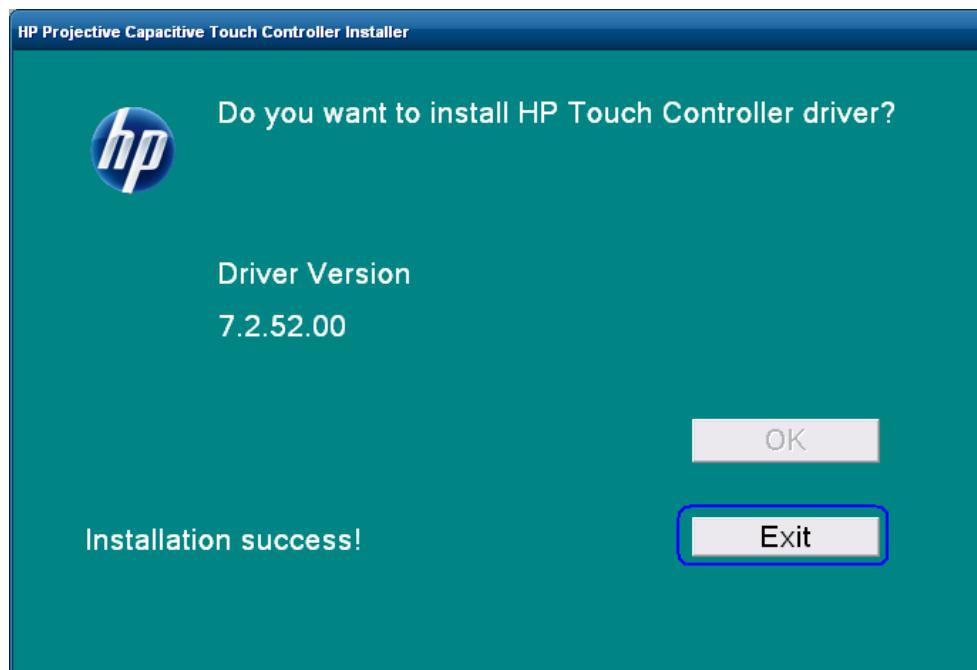 HP Projective Capacitive Touch Controller Installer
hp
Do you want to install HP Touch Controller driver?
Driver Version
7.2.52.00
OK
Installation success!
Exit